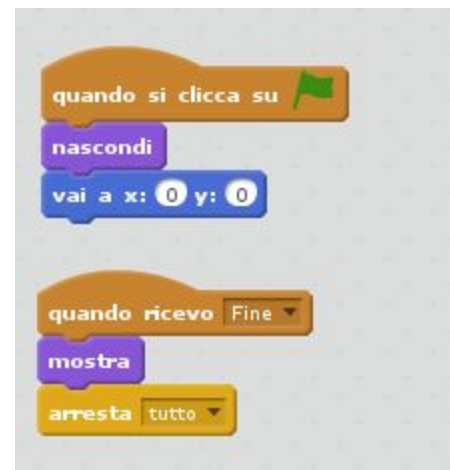 quando si clicca su
nascondi
vai a x: 0 y: 0
quando ricevo Fine
mostra
arresta tutto